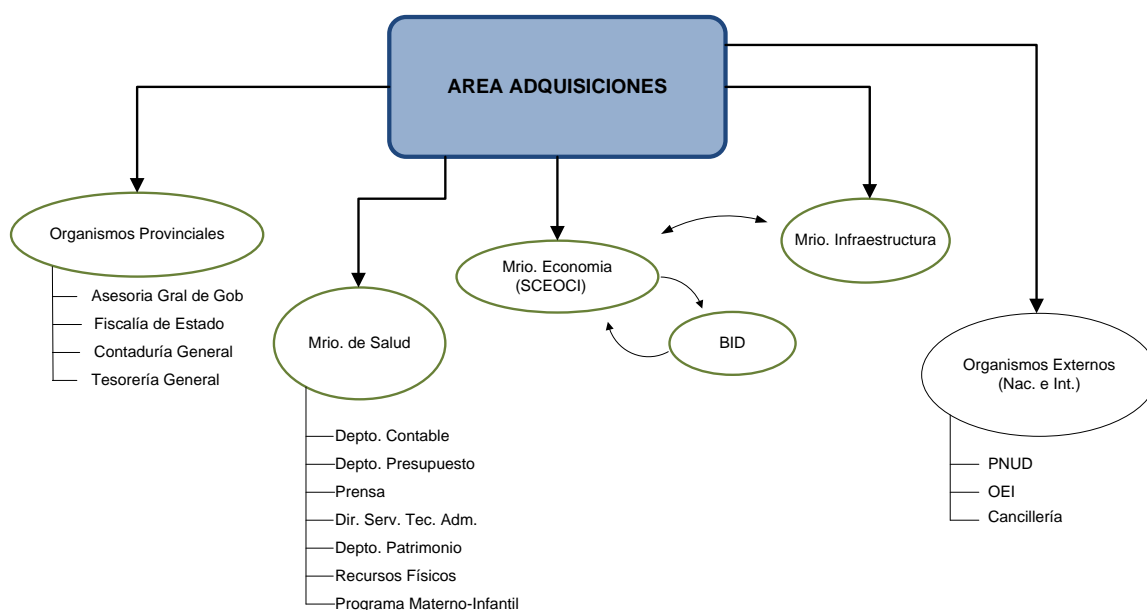 AREA ADQUISICIONES
Organismos Provinciales
Asesoria Gral de Gob
Fiscalía de Estado
Contaduría General
Tesorería General
Mrio. de Salud
Depto. Contable
Depto. Presupuesto
Prensa
Dir. Serv. Tec. Adm.
Depto. Patrimonio
Recursos Físicos
Programa Materno-Infantil
Mrio. Economia
(SCEOCI)
BID
Mrio. Infraestructura
Organismos Externos
(Nac. e Int.)
PNUD
OEI
Cancillería